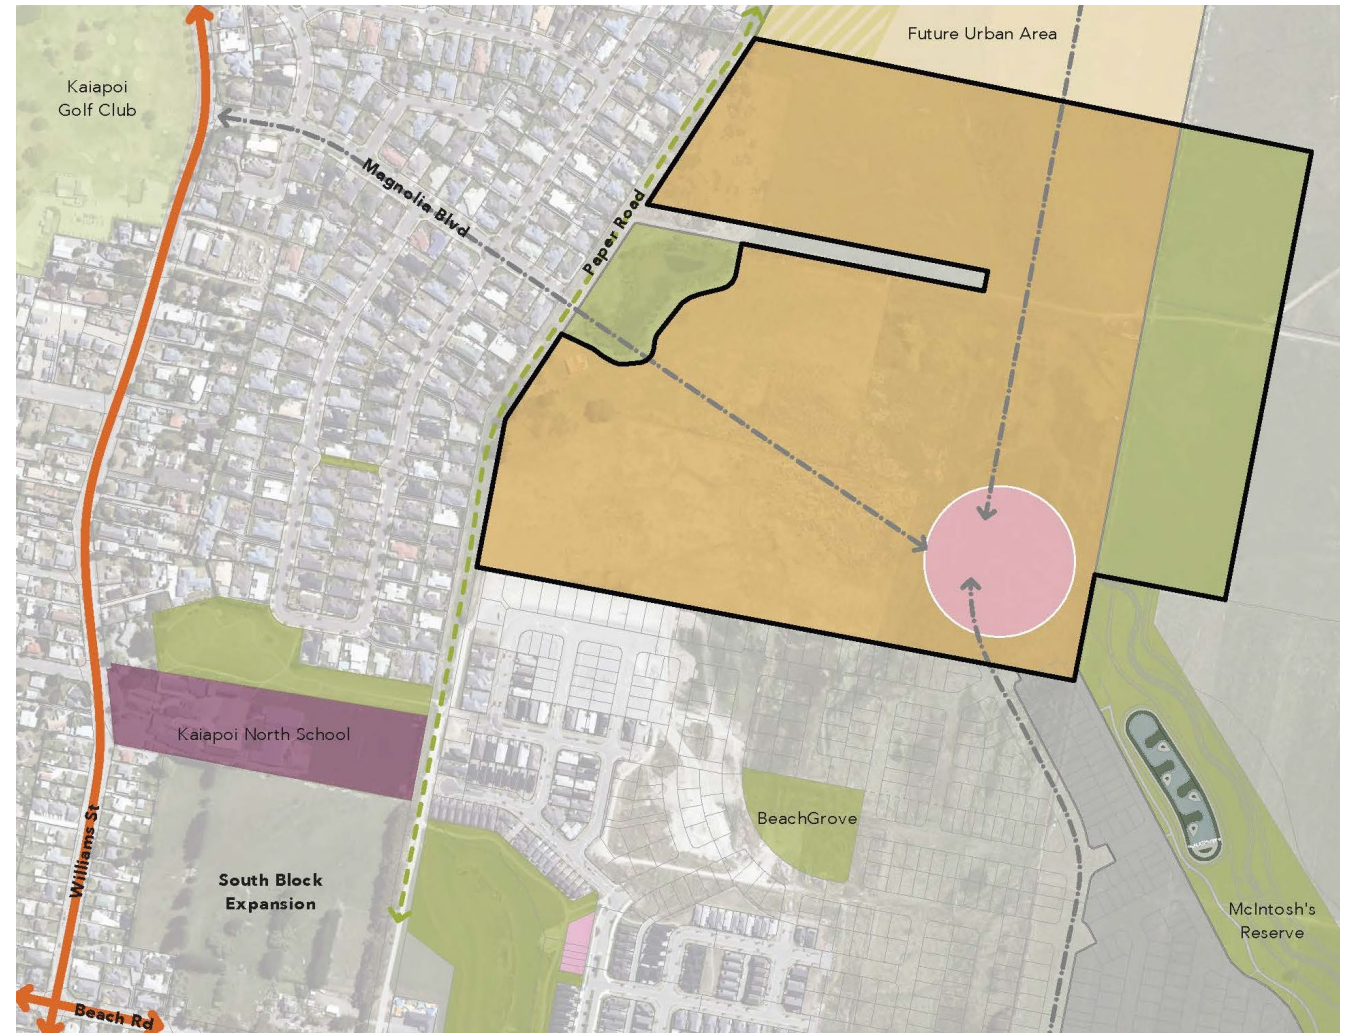 Future Urban Area
Kaiapoi
Golf Club
Magnolia Blvd
Paper Road
Kaiapoi North School
BeachGrove
Williams St
South Block
Expansion
McIntosh's
Reserve
Beach Rd